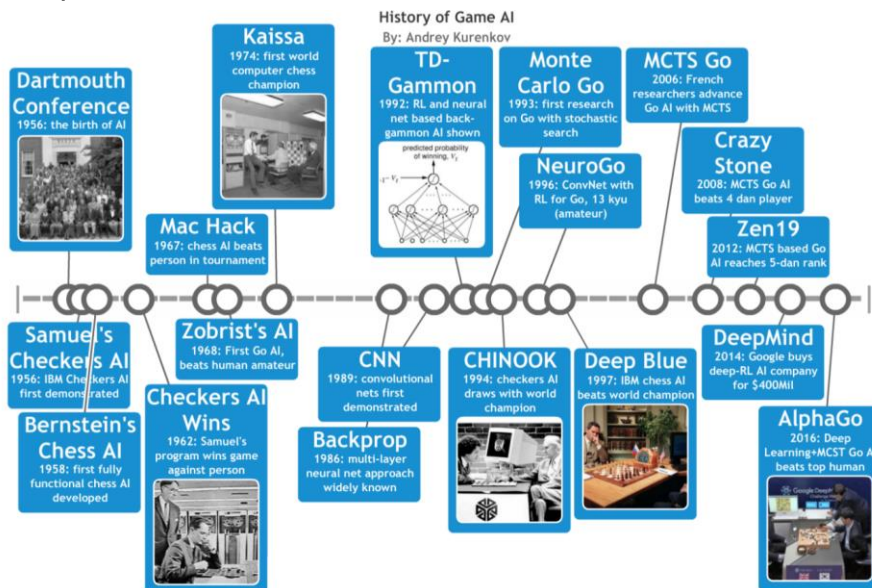 History of Game AI
By: Andrey Kurenkov
Dartmouth
Conference
1956: the birth of AI
Kaissa
1974: first world
computer chess
champion
Mac Hack
1967: chess AI beats
person in tournament
TD-
Gammon
1992: RL and neural
net based back-
gammon AI shown
predicted probability
of winning, V
Monte
Carlo Go
1993: first research
on Go with stochastic
search
NeuroGo
1996: ConvNet with
RL for Go, 13 kyu
(amateur)
MCTS Go
2006: French
researchers advance
Go AI with MCTS
Crazy
Stone
2008: MCTS Go AI
beats 4 dan player
Zen19
2012: MCTS based Go
AI reaches 5-dan rank
Samuel's
Checkers AI
1956: IBM Checkers AI
first demonstrated
Bernstein's
Chess AI
1958: first fully
functional chess AI
developed
Checkers AI
Wins
1962: Samuel's
program wins game
against person
Zobrist's AI
1968: First Go AI,
beats human amateur
CNN
1989: convolutional
nets first
demonstrated
Backprop
1986: multi-layer
neural net approach
widely known
CHINOOK
1994: checkers AI
draws with world
champion
Deep Blue
1997: IBM chess AI
beats world champion
DeepMind
2014: Google buys
deep-RL AI company
for $400Mil
AlphaGo
2016: Deep
Learning+MCST Go AI
beats top human
Google DeepMind